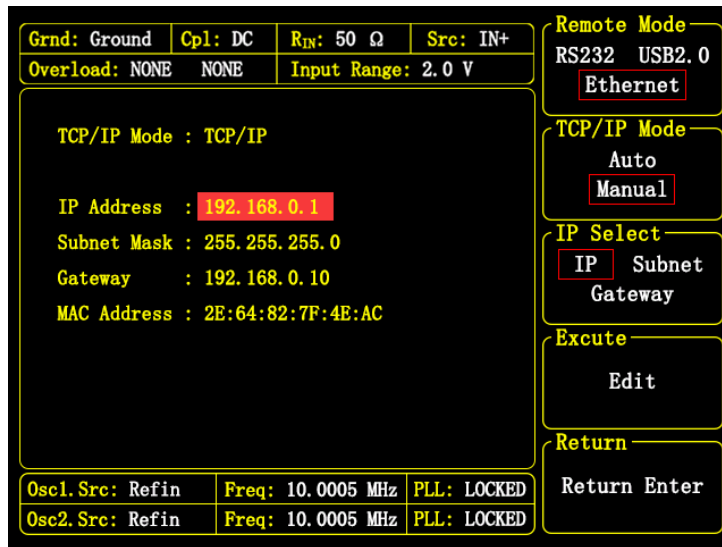 Grnd: Ground Cpl: DC R_IN: 50 Ω Src: IN+
Overload: NONE NONE Input Range: 2.0 V
TCP/IP Mode : TCP/IP
IP Address : 192.168.0.1
Subnet Mask : 255.255.255.0
Gateway : 192.168.0.10
MAC Address : 2E:64:82:7F:4E:AC
Osc1.Src: Refin Freq: 10.0005 MHz PLL: LOCKED
Osc2.Src: Refin Freq: 10.0005 MHz PLL: LOCKED
Remote Mode
RS232 USB2.0
Ethernet
TCP/IP Mode
Auto
Manual
IP Select
IP Subnet
Gateway
Excute
Edit
Return
Return Enter